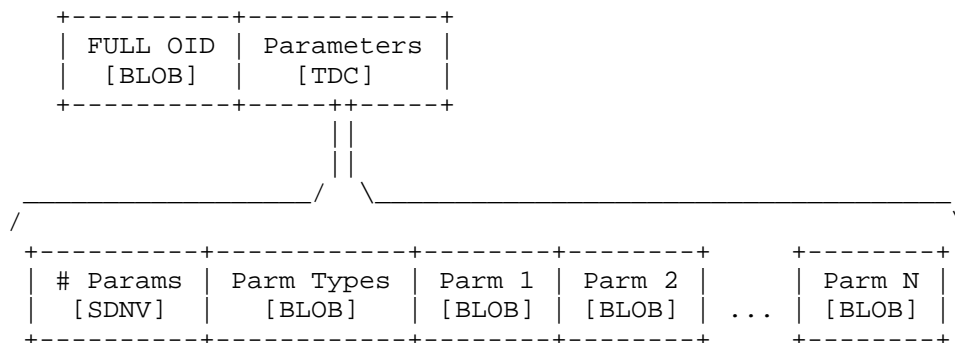 FULL OID Parameters
[BLOB] [TDC]
# Params Parm Types Parm 1 Parm 2 Parm N
[SDNV] [BLOB] [BLOB] [BLOB] ... [BLOB]